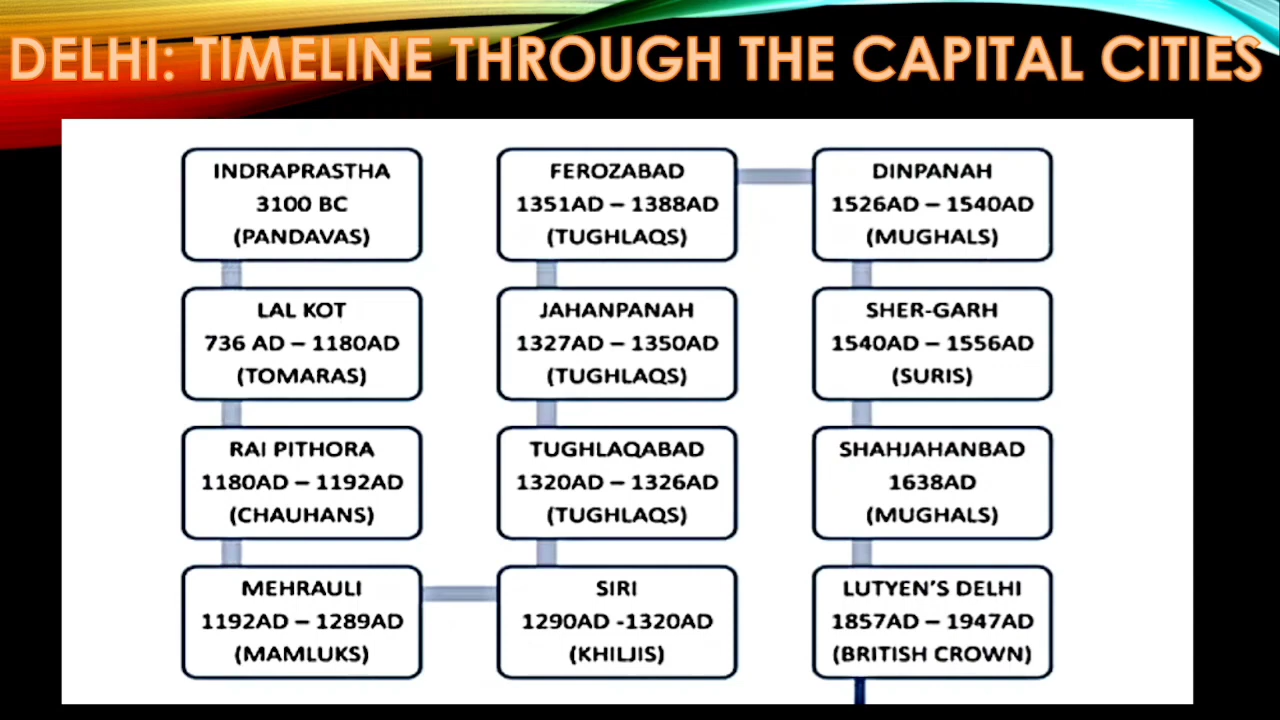 DELHI: TIMELINE THROUGH THE CAPITAL CITIES
INDRAPRASTHA
3100 BC
(PANDAVAS)
LAL KOT
736 AD – 1180AD
(TOMARAS)
RAI PITHORA
1180AD – 1192AD
(CHAUHANS)
MEHRAULI
1192AD – 1289AD
(MAMLUKS)
SIRI
1290AD -1320AD
(KHILJIS)
TUGHLAQABAD
1320AD – 1326AD
(TUGHLAQS)
JAHANPANAH
1327AD – 1350AD
(TUGHLAQS)
FEROZABAD
1351AD – 1388AD
(TUGHLAQS)
DINPANAH
1526AD – 1540AD
(MUGHALS)
SHER-GARH
1540AD – 1556AD
(SURIS)
SHAHJAHANBAD
1638AD
(MUGHALS)
LUTYEN'S DELHI
1857AD – 1947AD
(BRITISH CROWN)